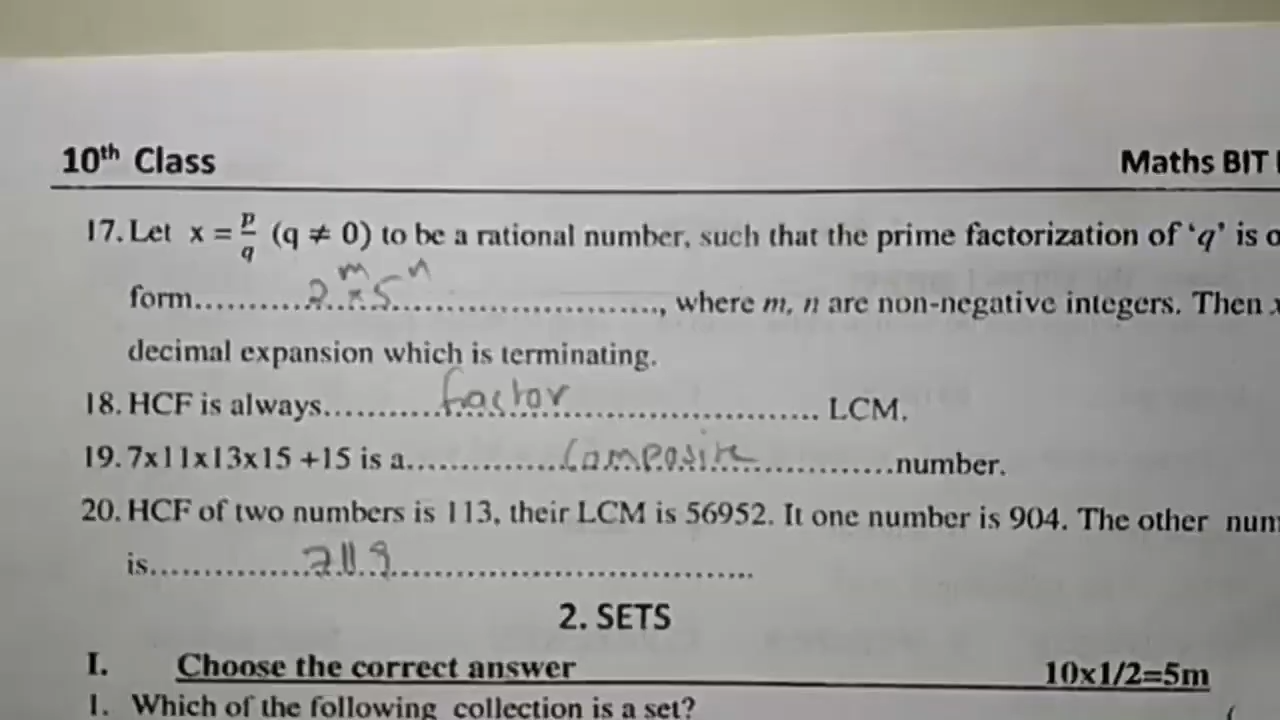 10th Class
Maths BIT
17. Let x = p/q (q ≠ 0) to be a rational number, such that the prime factorization of ‘q’ is o
form..........2^m x 5^n........................, where m, n are non-negative integers. Then x
decimal expansion which is terminating.
18. HCF is always..........factor.......................... LCM.
19. 7x11x13x15 +15 is a.............composite..............number.
20. HCF of two numbers is 113, their LCM is 56952. It one number is 904. The other num
is..............7119.......................................
2. SETS
I. Choose the correct answer 10x1/2=5m
1. Which of the following collection is a set? (